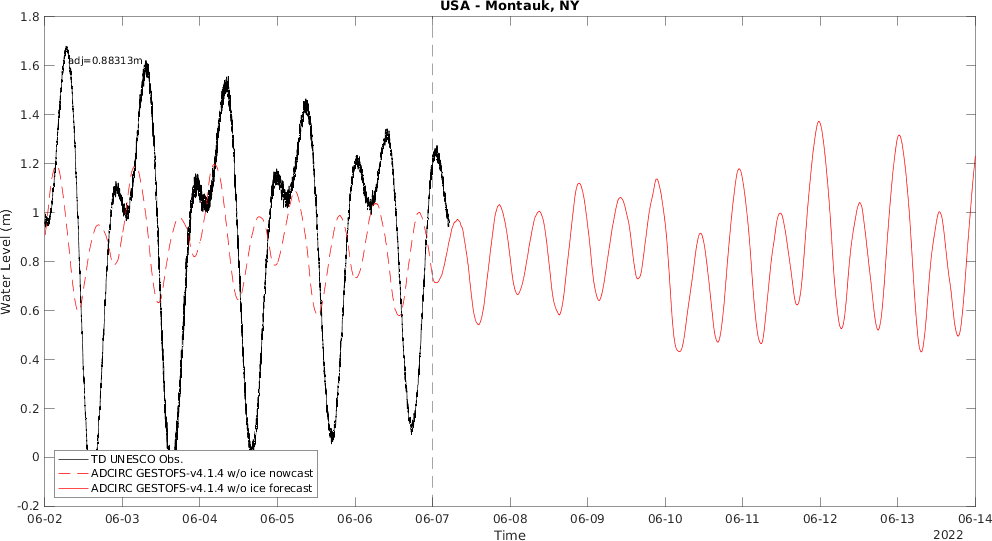 USA - Montauk, NY
1.8
1.6
1.4
1.2
1
0.8
0.6
0.4
0.2
0
-0.2
Water Level (m)
adj=0.88313m
TD UNESCO Obs.
ADCIRC GESTOFS-v4.1.4 w/o ice nowcast
ADCIRC GESTOFS-v4.1.4 w/o ice forecast
06-02 06-03 06-04 06-05 06-06 06-07 06-08 06-09 06-10 06-11 06-12 06-13 06-14
Time
2022